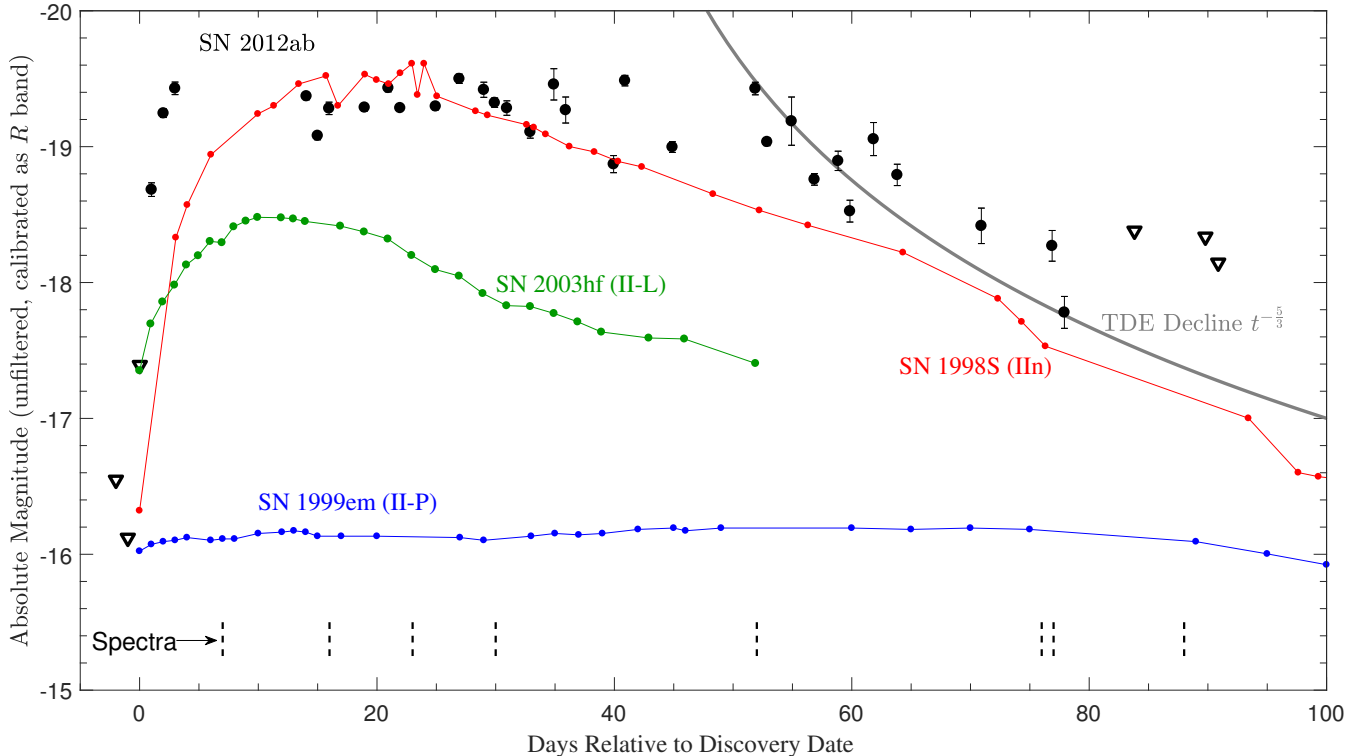 -20
-19
-18
-17
-16
-15
Absolute Magnitude (unfiltered, calibrated as R band)
SN 2012ab
SN 2003hf (II-L)
TDE Decline t^{-5/3}
SN 1998S (IIn)
SN 1999em (II-P)
Spectra
0
20
40
60
80
100
Days Relative to Discovery Date